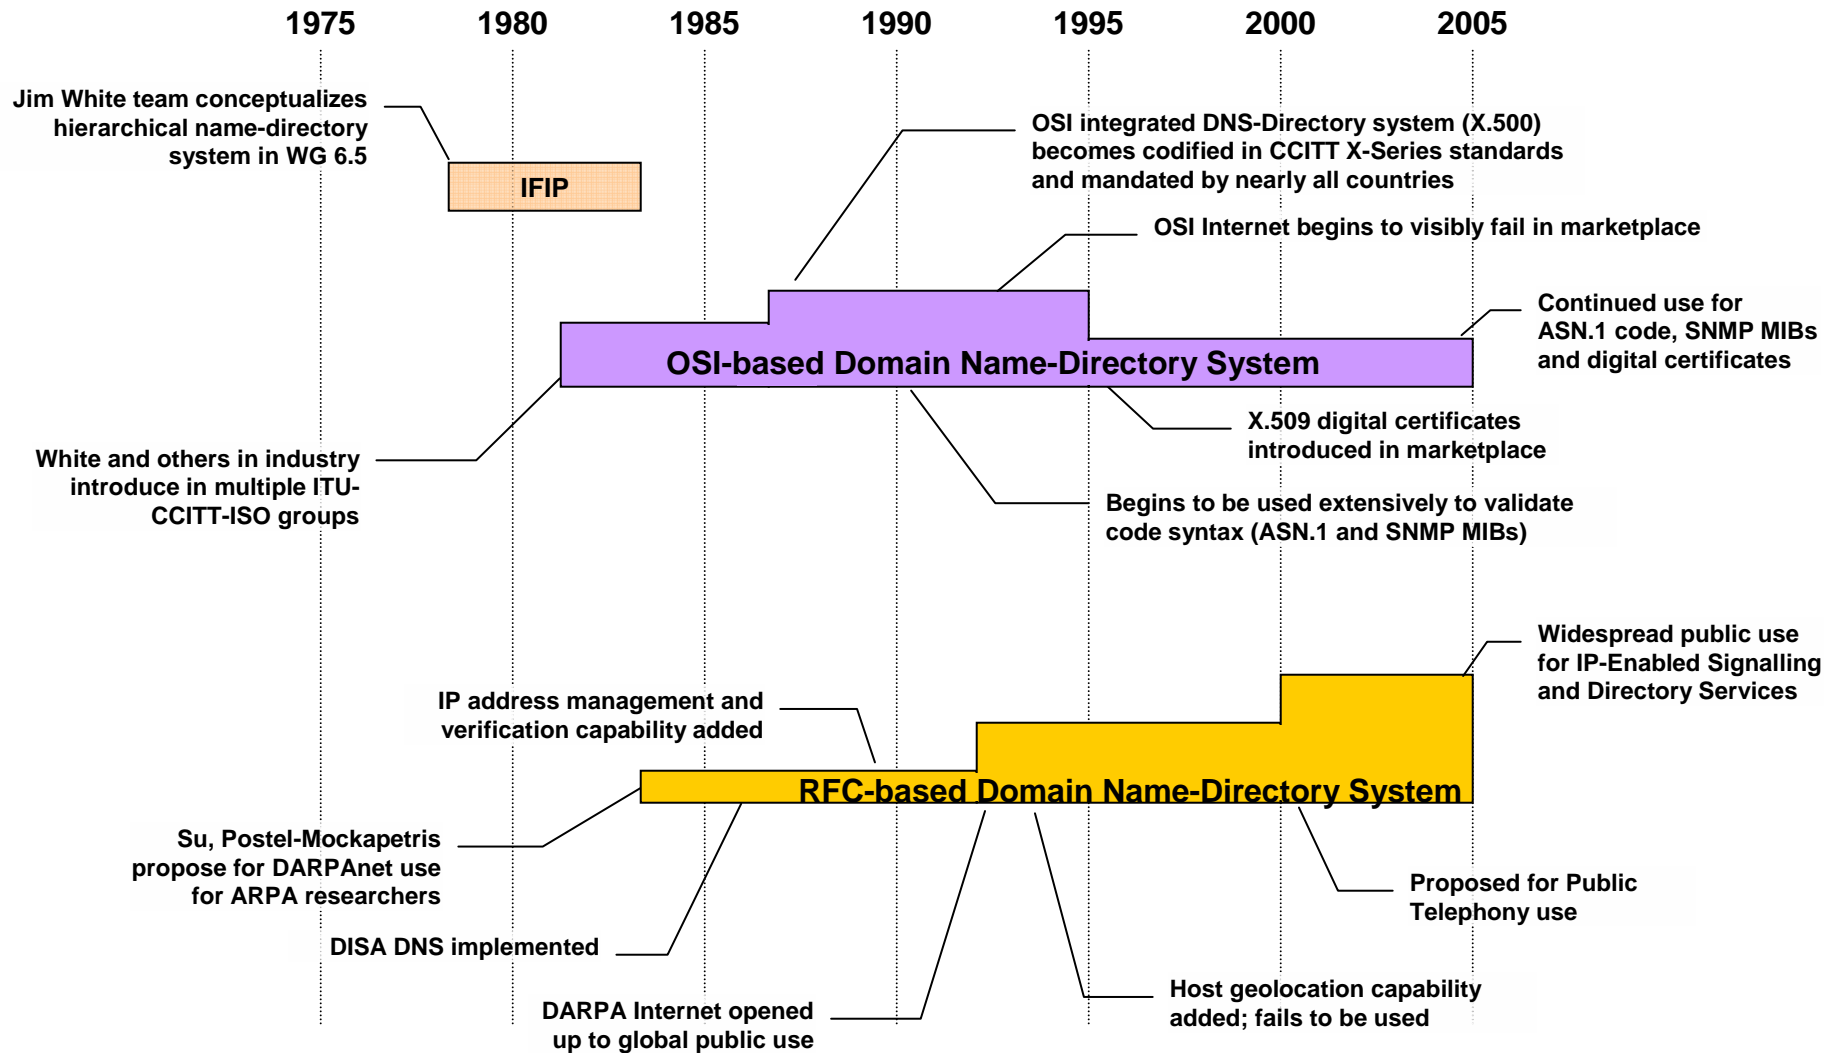 1975 1980 1985 1990 1995 2000 2005
Jim White team conceptualizes
hierarchical name-directory
system in WG 6.5
IFIP
OSI integrated DNS-Directory system (X.500)
becomes codified in CCITT X-Series standards
and mandated by nearly all countries
OSI Internet begins to visibly fail in marketplace
Continued use for
ASN.1 code, SNMP MIBs
and digital certificates
OSI-based Domain Name-Directory System
X.509 digital certificates
introduced in marketplace
White and others in industry
introduce in multiple ITU-
CCITT-ISO groups
Begins to be used extensively to validate
code syntax (ASN.1 and SNMP MIBs)
Widespread public use
for IP-Enabled Signalling
and Directory Services
IP address management and
verification capability added
RFC-based Domain Name-Directory System
Su, Postel-Mockapetris
propose for DARPAnet use
for ARPA researchers
Proposed for Public
Telephony use
DISA DNS implemented
Host geolocation capability
added; fails to be used
DARPA Internet opened
up to global public use